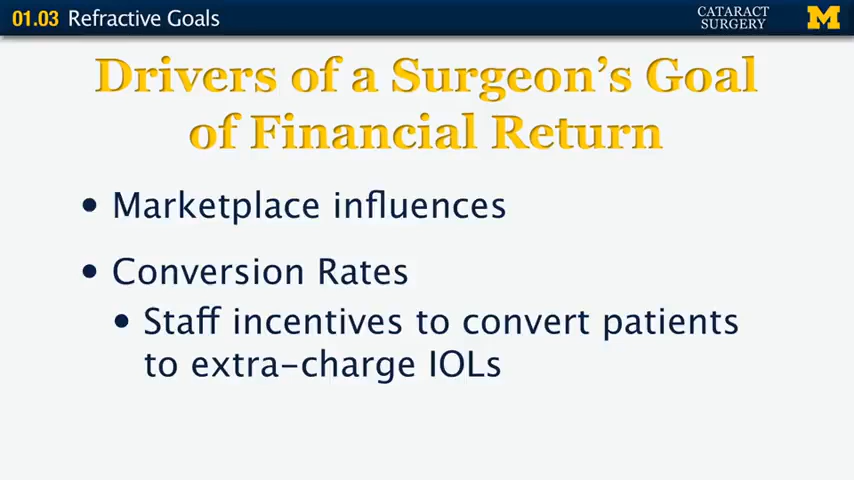 01.03 Refractive Goals
CATARACT
SURGERY
M
Drivers of a Surgeon's Goal
of Financial Return
• Marketplace influences
• Conversion Rates
• Staff incentives to convert patients
to extra-charge IOLs